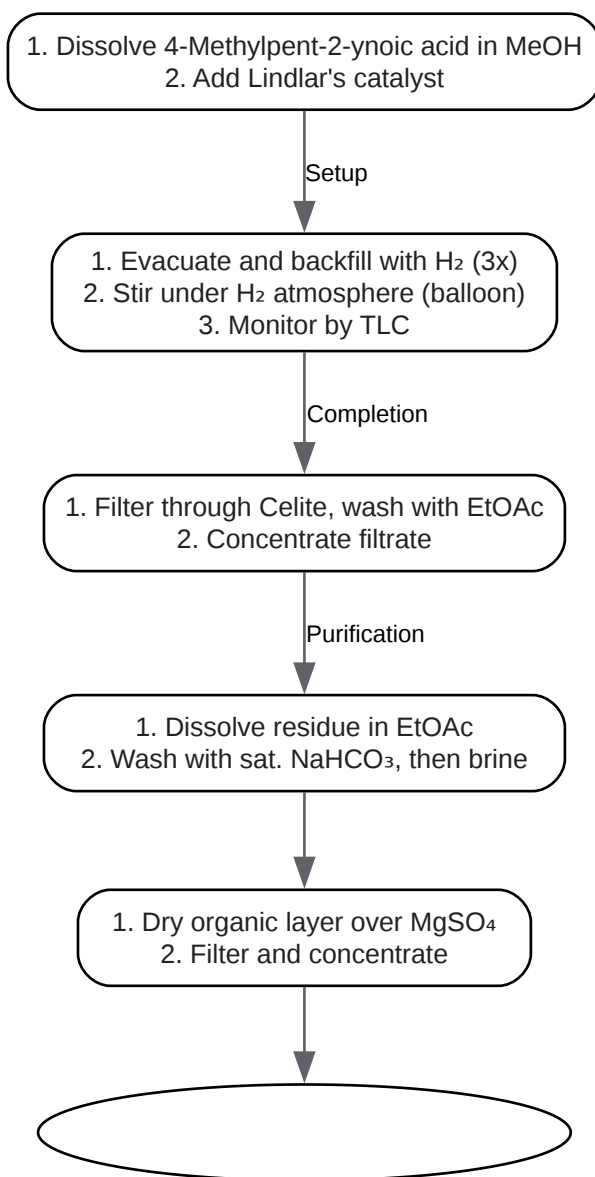 1. Dissolve 4-Methylpent-2-ynoic acid in MeOH
2. Add Lindlar's catalyst
Setup
1. Evacuate and backfill with H₂ (3x)
2. Stir under H₂ atmosphere (balloon)
3. Monitor by TLC
Completion
1. Filter through Celite, wash with EtOAc
2. Concentrate filtrate
Purification
1. Dissolve residue in EtOAc
2. Wash with sat. NaHCO₃, then brine
1. Dry organic layer over MgSO₄
2. Filter and concentrate